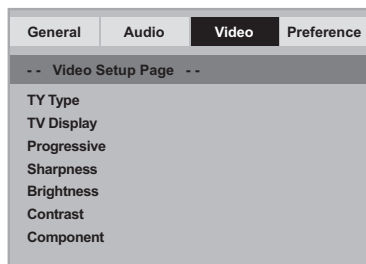 General Audio Video Preference
-- Video Setup Page --
TY Type
TV Display
Progressive
Sharpness
Brightness
Contrast
Component